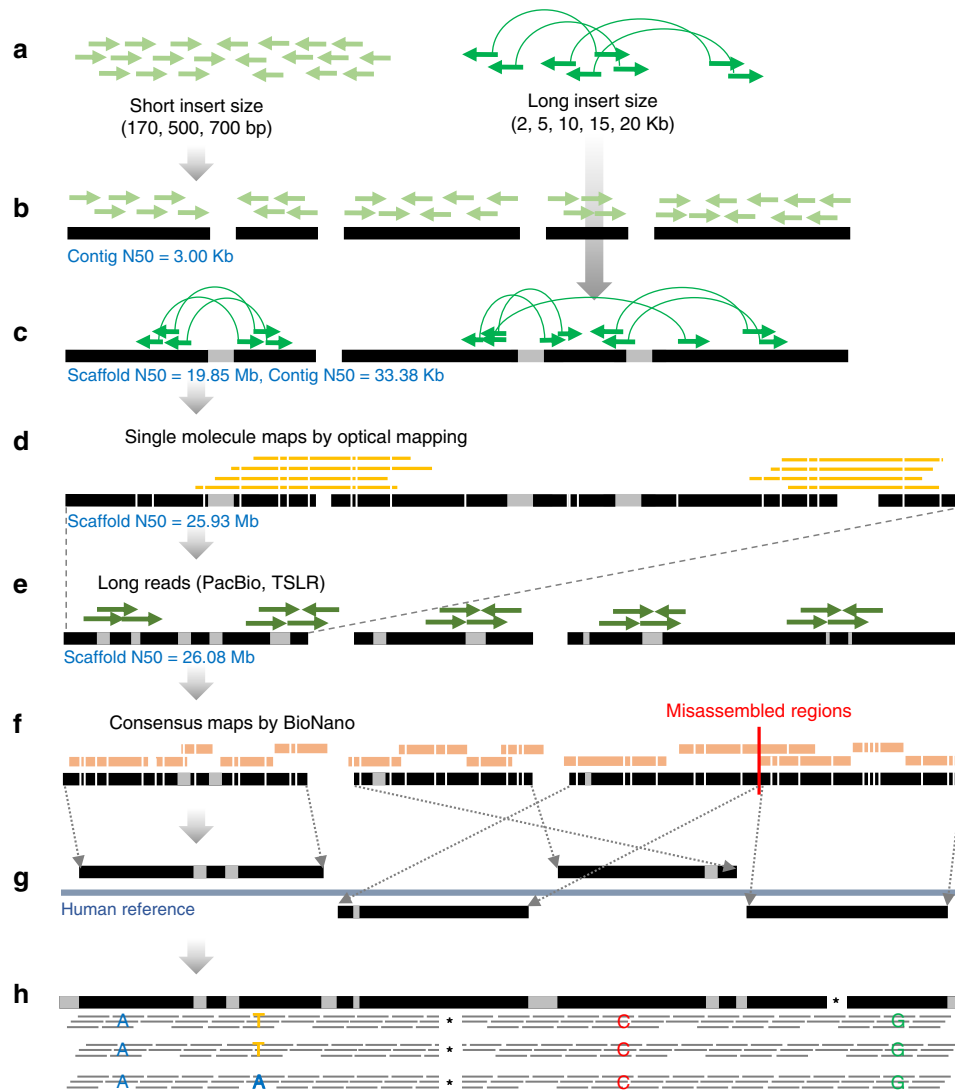 a
Short insert size
(170, 500, 700 bp)
Long insert size
(2, 5, 10, 15, 20 Kb)
b
Contig N50 = 3.00 Kb
c
Scaffold N50 = 19.85 Mb, Contig N50 = 33.38 Kb
d
Single molecule maps by optical mapping
Scaffold N50 = 25.93 Mb
e
Long reads (PacBio, TSLR)
Scaffold N50 = 26.08 Mb
f
Consensus maps by BioNano
Misassembled regions
g
Human reference
h
*
A T * C G
A T * C G
A A * C G